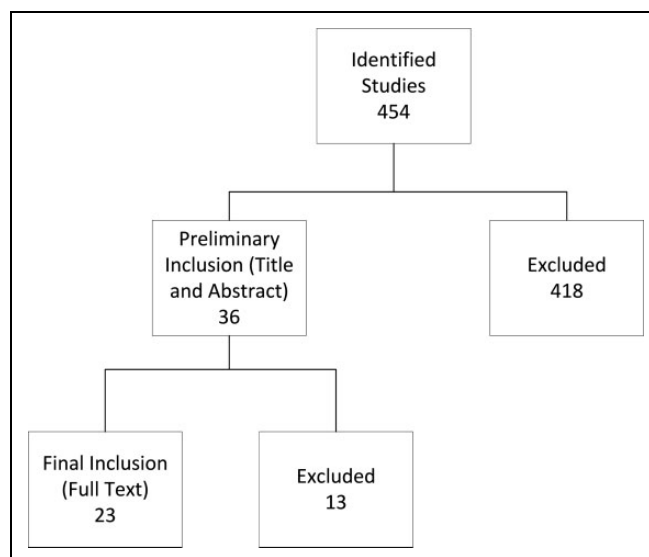 Identified
Studies
454
Preliminary
Inclusion (Title
and Abstract)
36
Excluded
418
Final Inclusion
(Full Text)
23
Excluded
13